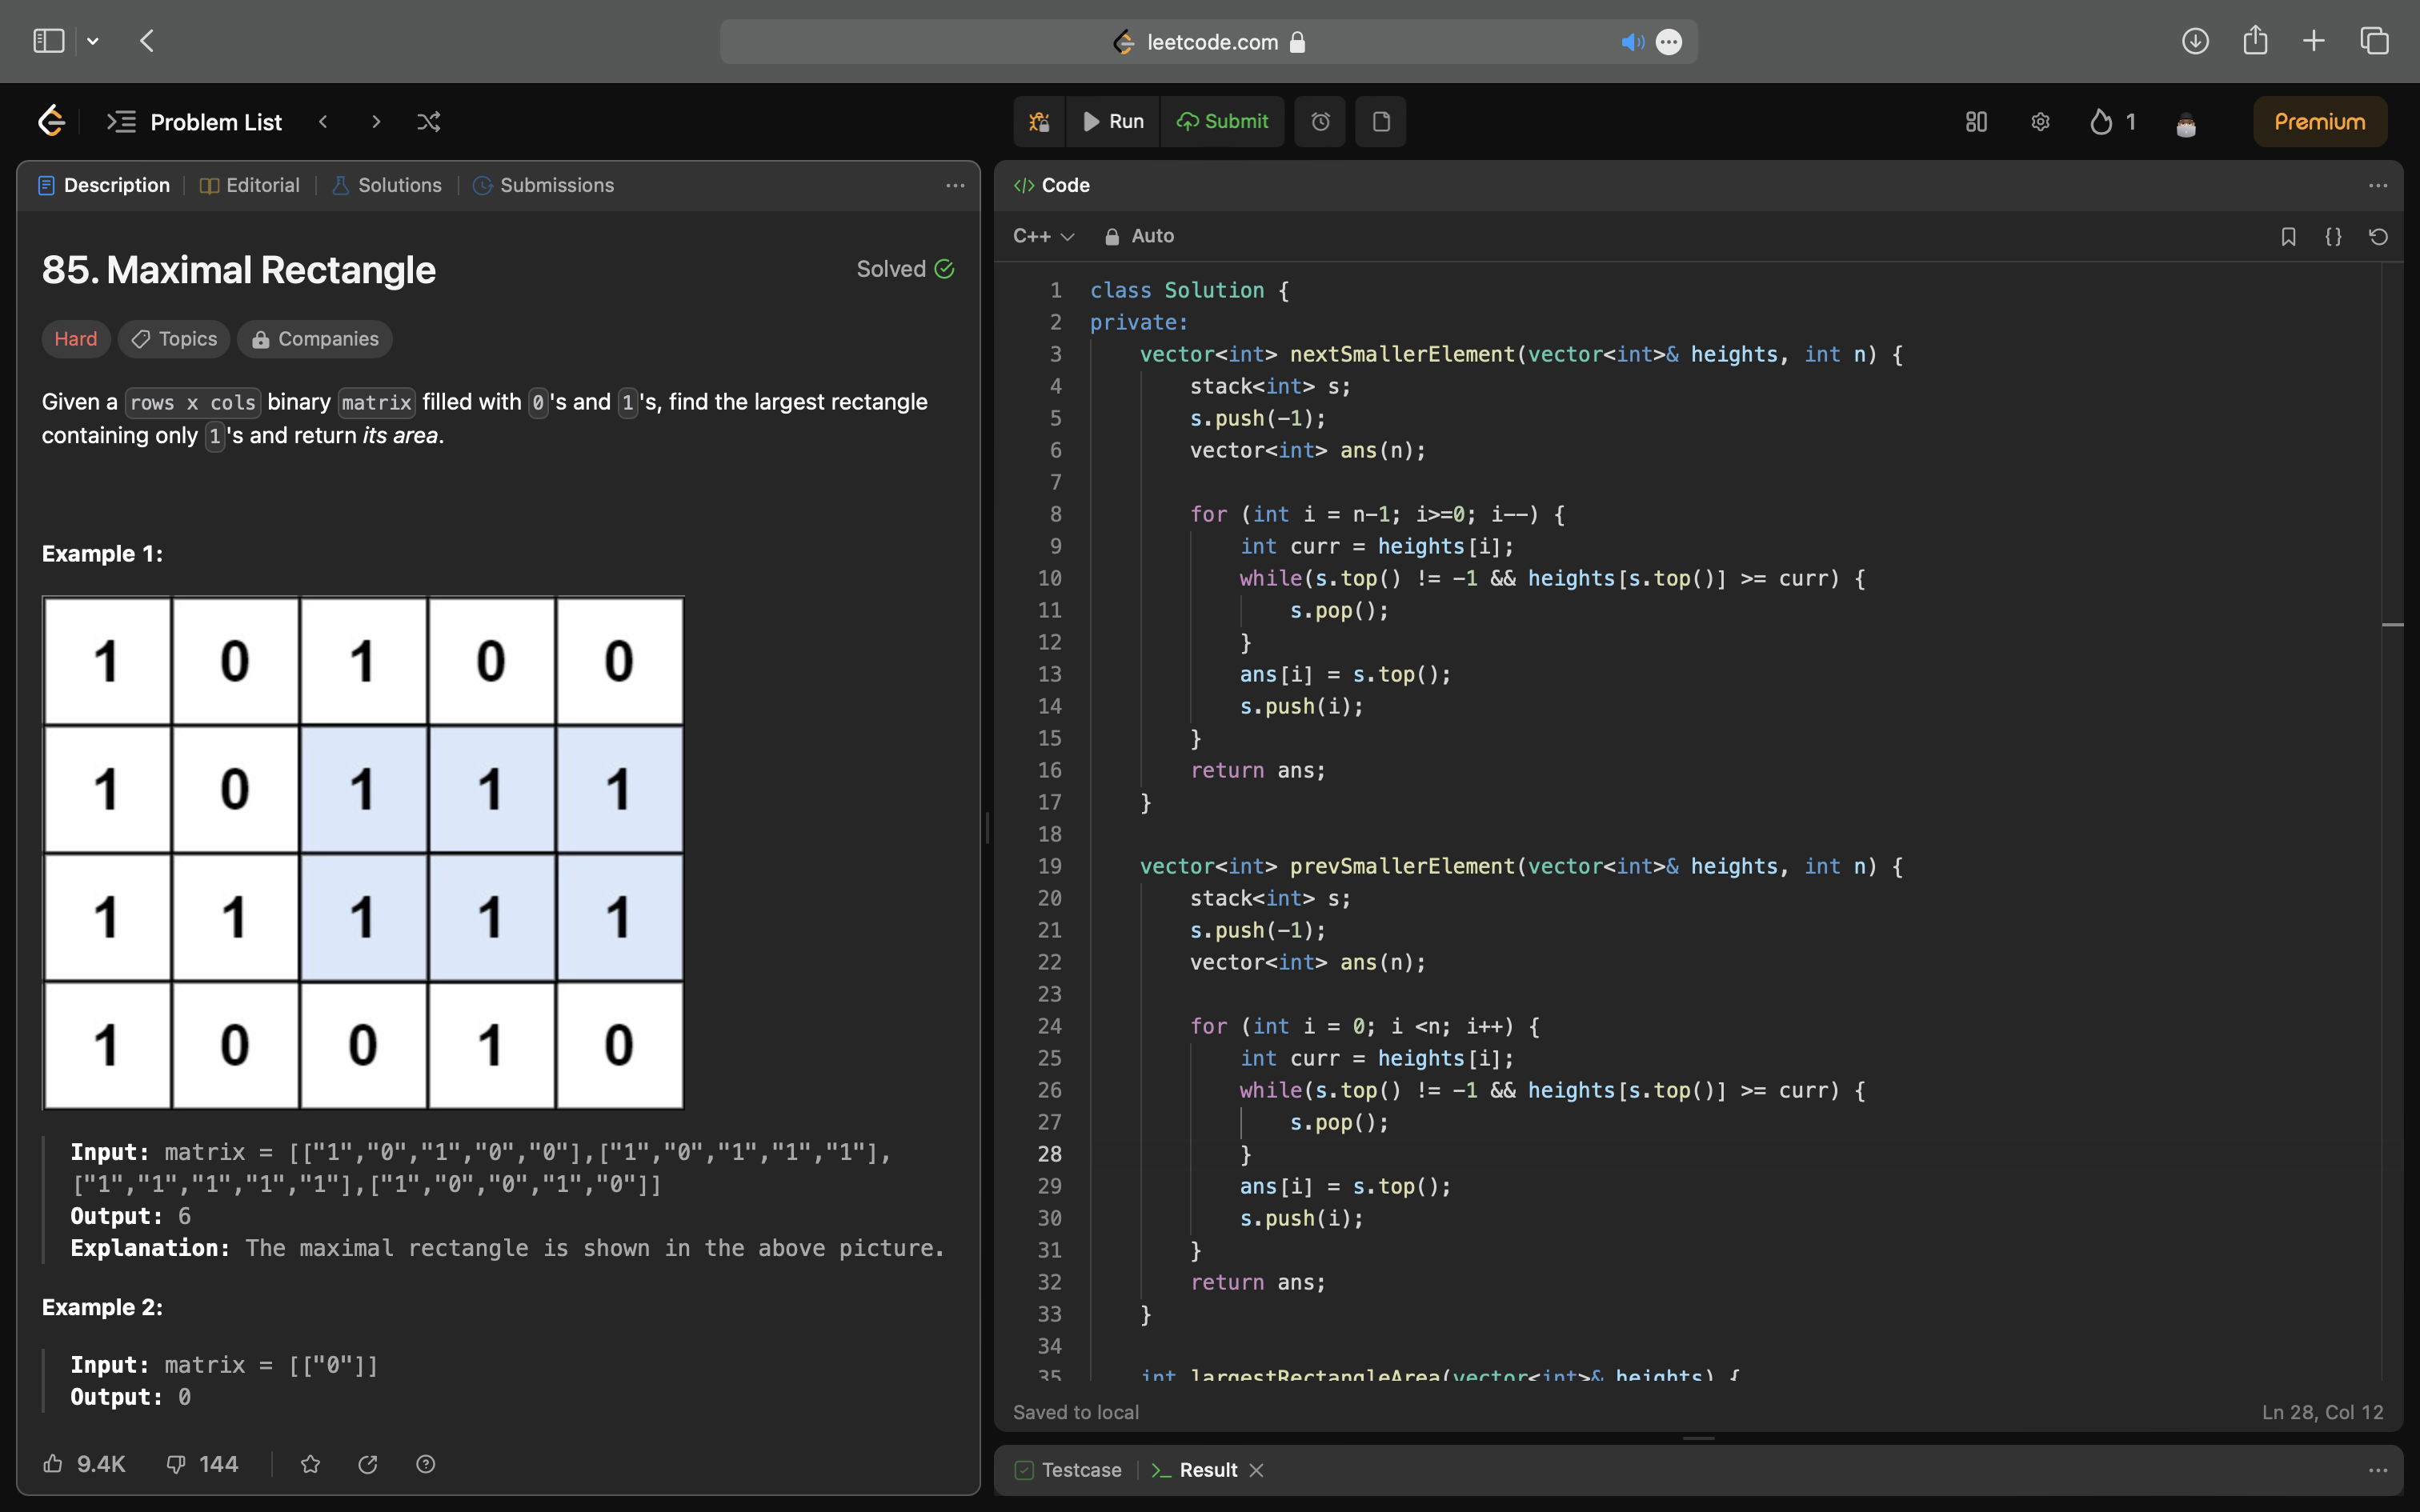 leetcode.com
Problem List
Run
Submit
1
Premium
Description
Editorial
Solutions
Submissions
85. Maximal Rectangle
Solved
Hard
Topics
Companies
Given a rows x cols binary matrix filled with 0's and 1's, find the largest rectangle
containing only 1's and return its area.
Example 1:
1 0 1 0 0
1 0 1 1 1
1 1 1 1 1
1 0 0 1 0
Input: matrix = [["1","0","1","0","0"],["1","0","1","1","1"],
["1","1","1","1","1"],["1","0","0","1","0"]]
Output: 6
Explanation: The maximal rectangle is shown in the above picture.
Example 2:
Input: matrix = [["0"]]
Output: 0
9.4K
144
</> Code
C++
Auto
{}
1 class Solution {
2 private:
3     vector<int> nextSmallerElement(vector<int>& heights, int n) {
4         stack<int> s;
5         s.push(-1);
6         vector<int> ans(n);
7
8         for (int i = n-1; i>=0; i--) {
9             int curr = heights[i];
10             while(s.top() != -1 && heights[s.top()] >= curr) {
11                 s.pop();
12             }
13             ans[i] = s.top();
14             s.push(i);
15         }
16         return ans;
17     }
18
19     vector<int> prevSmallerElement(vector<int>& heights, int n) {
20         stack<int> s;
21         s.push(-1);
22         vector<int> ans(n);
23
24         for (int i = 0; i <n; i++) {
25             int curr = heights[i];
26             while(s.top() != -1 && heights[s.top()] >= curr) {
27                 s.pop();
28             }
29             ans[i] = s.top();
30             s.push(i);
31         }
32         return ans;
33     }
34
35     int largestRectangleArea(vector<int>& heights) {
Saved to local
Ln 28, Col 12
Testcase
>_ Result